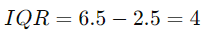 IQR = 6.5 − 2.5 = 4